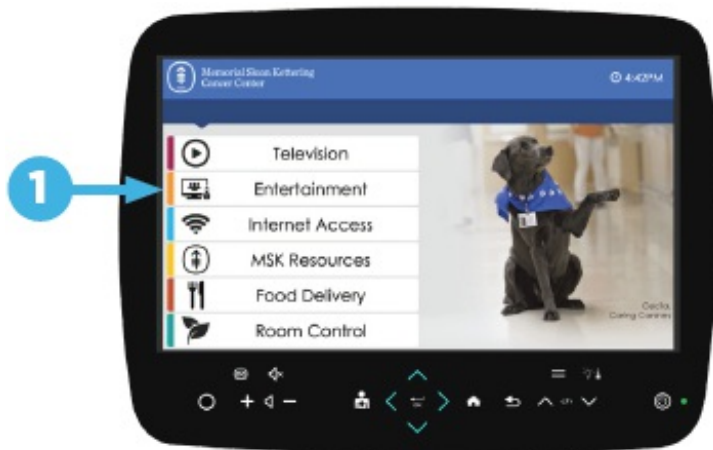 Memorial Sloan Kettering
Cancer Center
4:42PM
1
Television
Entertainment
Internet Access
MSK Resources
Food Delivery
Room Control
Caring Canines